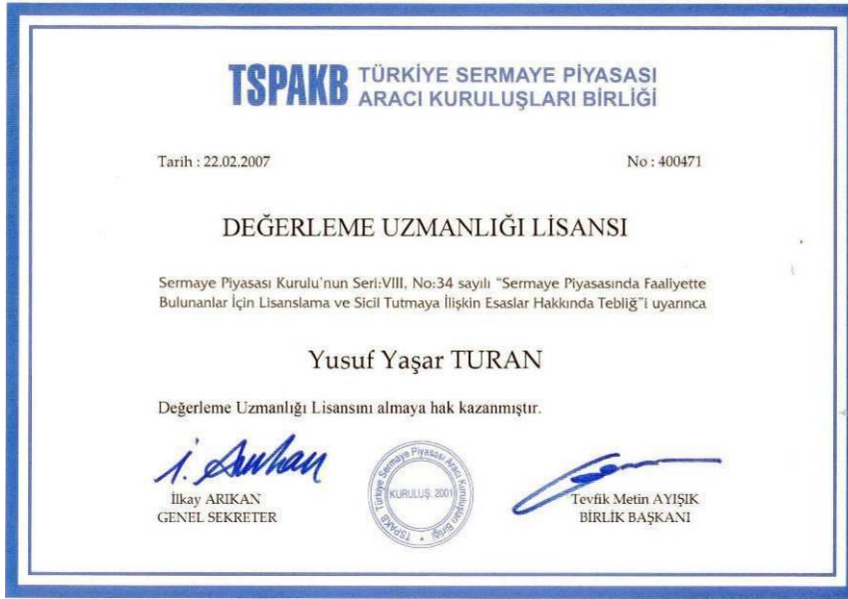 TSPAKB TÜRKİYE SERMAYE PİYASASI
ARACI KURULUŞLARI BİRLİĞİ
Tarih : 22.02.2007 No : 400471
DEĞERLEME UZMANLIĞI LİSANSI
Sermaye Piyasası Kurulu'nun Seri:VIII, No:34 sayılı "Sermaye Piyasasında Faaliyette
Bulunanlar İçin Lisanslama ve Sicil Tutmaya İlişkin Esaslar Hakkında Tebliğ"i uyarınca
Yusuf Yaşar TURAN
Değerleme Uzmanlığı Lisansını almaya hak kazanmıştır.
i. Arıkan
TSPAKB Türkiye Sermaye Piyasası Aracı Kuruluşları Birliği
KURULUŞ 2001
İlkay ARIKAN Tevfik Metin AYIŞIK
GENEL SEKRETER BİRLİK BAŞKANI